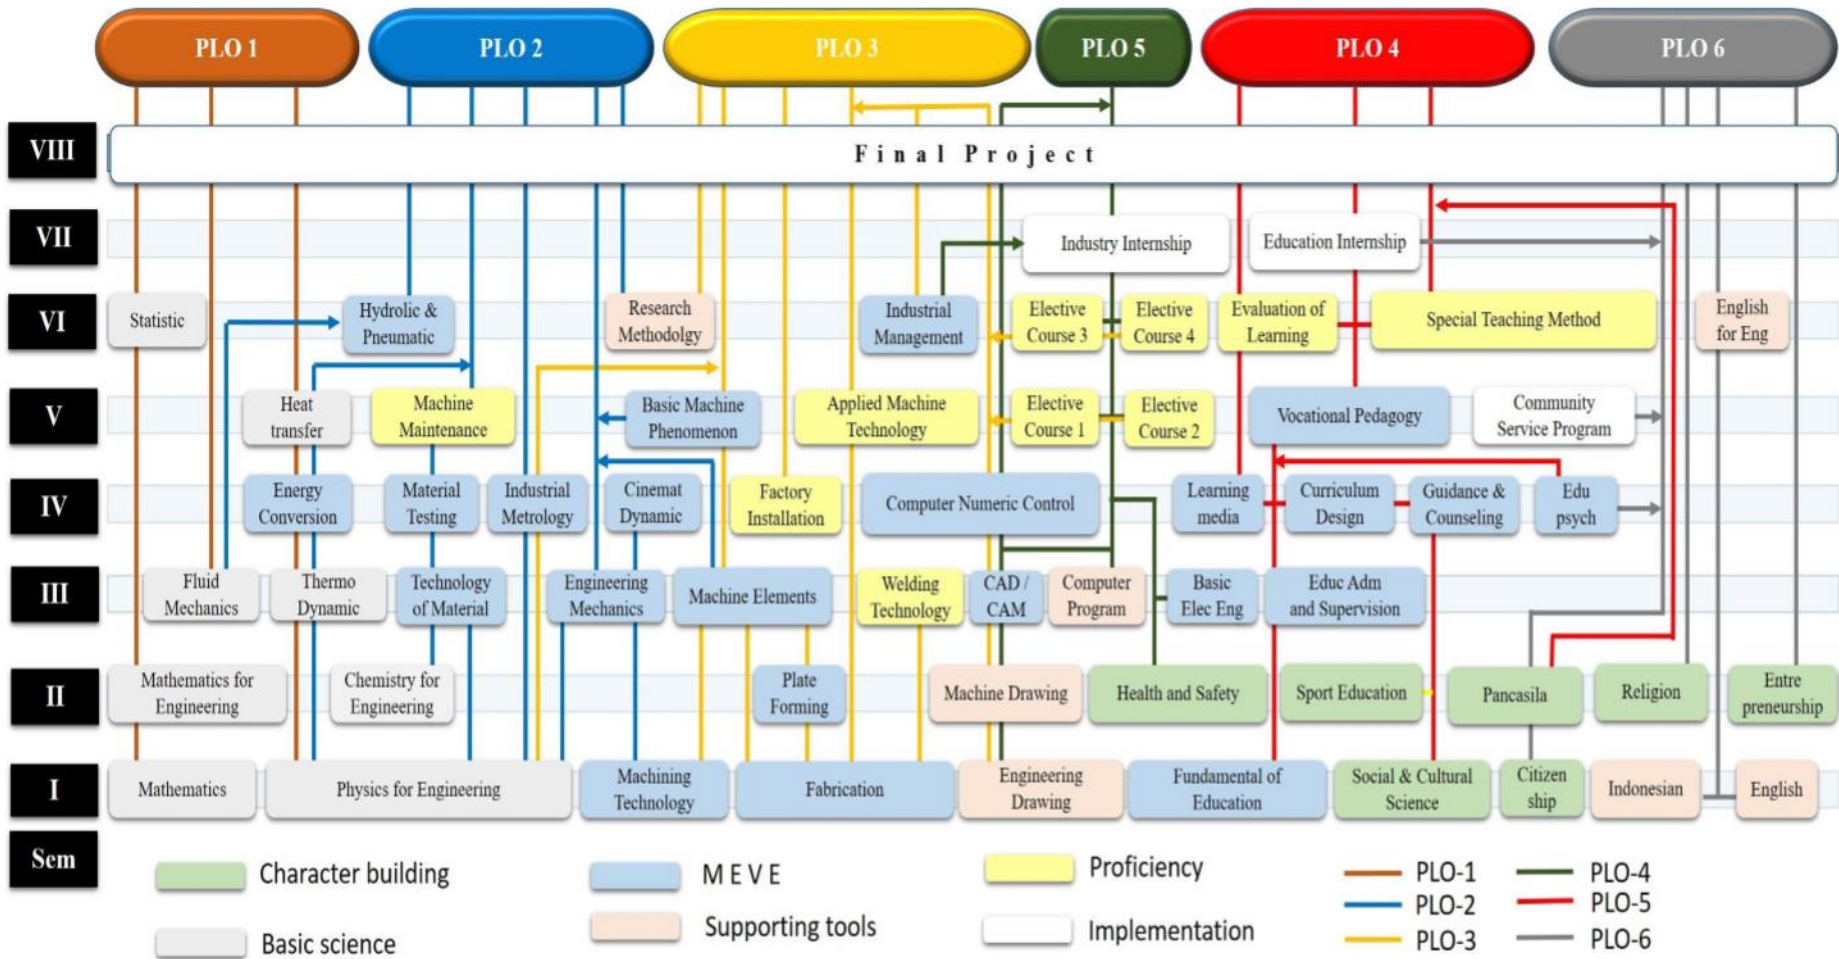 PLO 1
PLO 2
PLO 3
PLO 5
PLO 4
PLO 6
VIII
Final Project
VII
Industry Internship
Education Internship
VI
Statistic
Hydrolic &
Pneumatic
Research
Methodolgy
Industrial
Management
Elective
Course 3
Elective
Course 4
Evaluation of
Learning
Special Teaching Method
English
for Eng
V
Heat
transfer
Machine
Maintenance
Basic Machine
Phenomenon
Applied Machine
Technology
Elective
Course 1
Elective
Course 2
Vocational Pedagogy
Community
Service Program
IV
Energy
Conversion
Material
Testing
Industrial
Metrology
Cinemat
Dynamic
Factory
Installation
Computer Numeric Control
Learning
media
Curriculum
Design
Guidance &
Counseling
Edu
psych
III
Fluid
Mechanics
Thermo
Dynamic
Technology
of Material
Engineering
Mechanics
Machine Elements
Welding
Technology
CAD /
CAM
Computer
Program
Basic
Elec Eng
Educ Adm
and Supervision
II
Mathematics for
Engineering
Chemistry for
Engineering
Plate
Forming
Machine Drawing
Health and Safety
Sport Education
Pancasila
Religion
Entre
preneurship
I
Mathematics
Physics for Engineering
Machining
Technology
Fabrication
Engineering
Drawing
Fundamental of
Education
Social & Cultural
Science
Citizen
ship
Indonesian
English
Sem
Character building
M E V E
Proficiency
PLO-1
PLO-4
PLO-2
PLO-5
Basic science
Supporting tools
Implementation
PLO-3
PLO-6